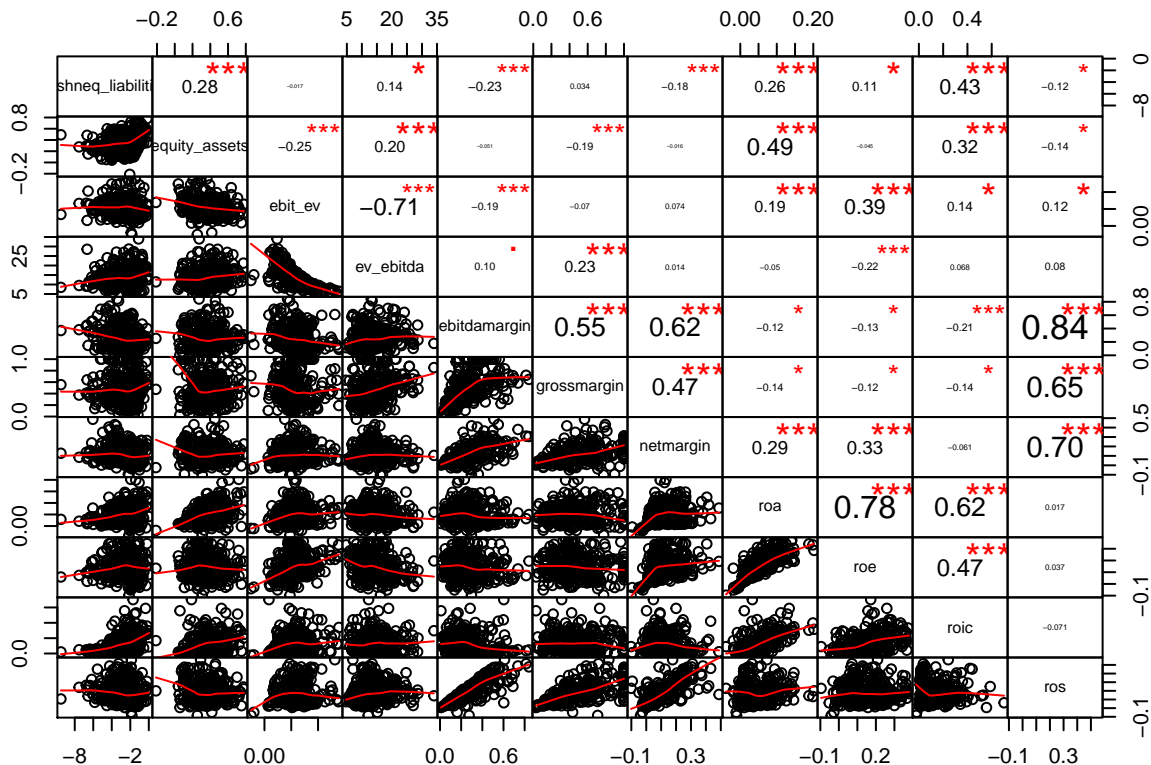 −0.2 0.6 5 20 35 0.0 0.6 0.00 0.20 0.0 0.4
shneq_liabiliti 0.28 *** −0.017 0.14 * −0.23 *** 0.034 −0.18 *** 0.26 *** 0.11 * 0.43 *** −0.12 * −8 0
−0.2 0.8 equity_assets −0.25 *** 0.20 *** −0.051 −0.19 *** −0.016 0.49 *** −0.045 0.32 *** −0.14 *
ebit_ev −0.71 *** −0.19 *** −0.07 0.074 0.19 *** 0.39 *** 0.14 * 0.12 * 0.00
5 25 ev_ebitda 0.10 . 0.23 *** 0.014 −0.05 −0.22 *** 0.068 0.08
ebitdamargin 0.55 *** 0.62 *** −0.12 * −0.13 * −0.21 *** 0.84 *** 0.0 0.8
0.0 1.0 grossmargin 0.47 *** −0.14 * −0.12 * −0.14 * 0.65 ***
netmargin 0.29 *** 0.33 *** −0.061 0.70 *** −0.1 0.5
0.00 roa 0.78 *** 0.62 *** 0.017
roe 0.47 *** 0.037 −0.1
0.0 roic −0.071
ros −0.1
−8 −2 0.00 0.0 0.6 −0.1 0.3 −0.1 0.2 −0.1 0.3